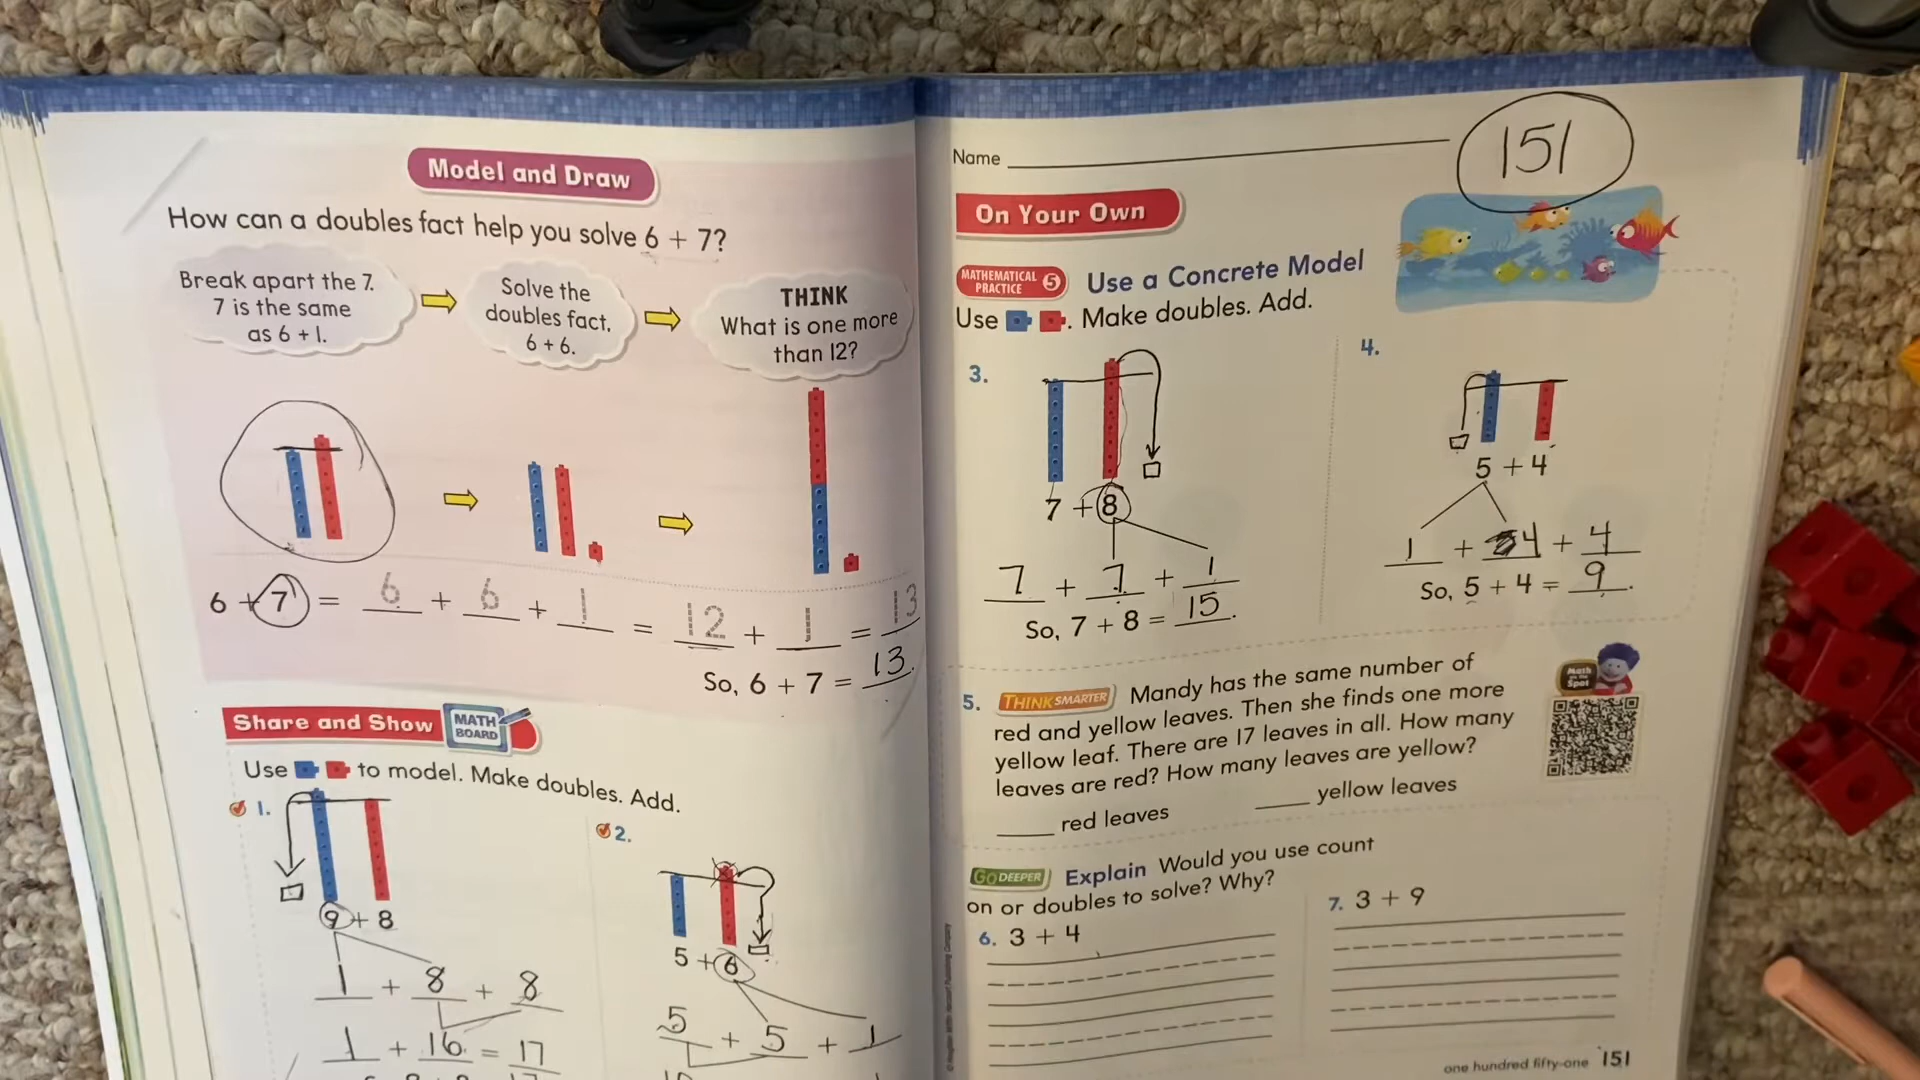 Model and Draw
How can a doubles fact help you solve 6 + 7?
Break apart the 7.
7 is the same
as 6 + 1.
Solve the
doubles fact.
6 + 6.
THINK
What is one more
than 12?
6 + 7 = 6 + 6 + 1 = 12 + 1 = 13
So, 6 + 7 = 13.
Share and Show
MATH
BOARD
Use to model. Make doubles. Add.
1.
9 + 8
1 + 8 + 8
1 + 16 = 17
2.
5 + 6
5 + 5 + 1
Name
151
On Your Own
MATHEMATICAL
PRACTICE 5
Use a Concrete Model
Use . Make doubles. Add.
3.
7 + 8
7 + 7 + 1
So, 7 + 8 = 15.
4.
5 + 4
1 + 4 + 4
So, 5 + 4 = 9.
5. THINK SMARTER Mandy has the same number of
red and yellow leaves. Then she finds one more
yellow leaf. There are 17 leaves in all. How many
leaves are red? How many leaves are yellow?
red leaves
yellow leaves
Math
on the
Spot
GO DEEPER Explain Would you use count
on or doubles to solve? Why?
6. 3 + 4
7. 3 + 9
one hundred fifty-one 151